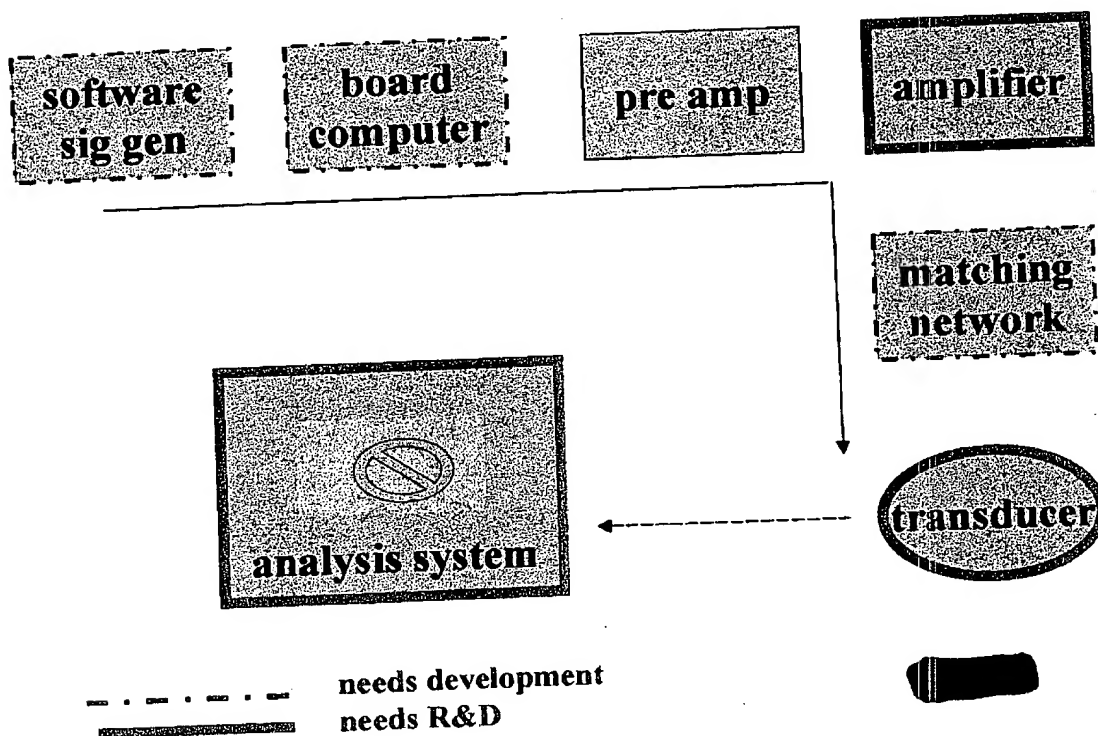 software
sig gen
board
computer
pre amp
amplifier
matching
network
transducer
analysis system
needs development
needs R&D